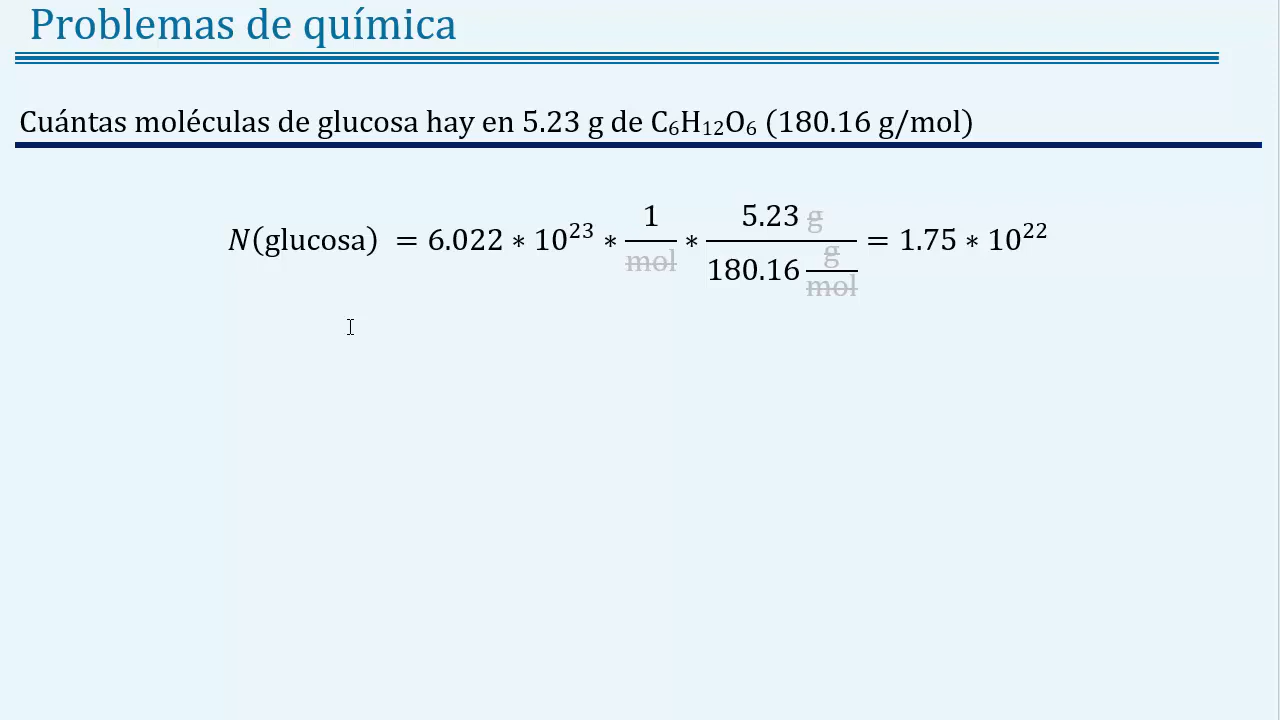 Problemas de química
Cuántas moléculas de glucosa hay en 5.23 g de C₆H₁₂O₆ (180.16 g/mol)
N(glucosa) = 6.022 * 10²³ * 1/mol * 5.23 g/(180.16 g/mol) = 1.75 * 10²²